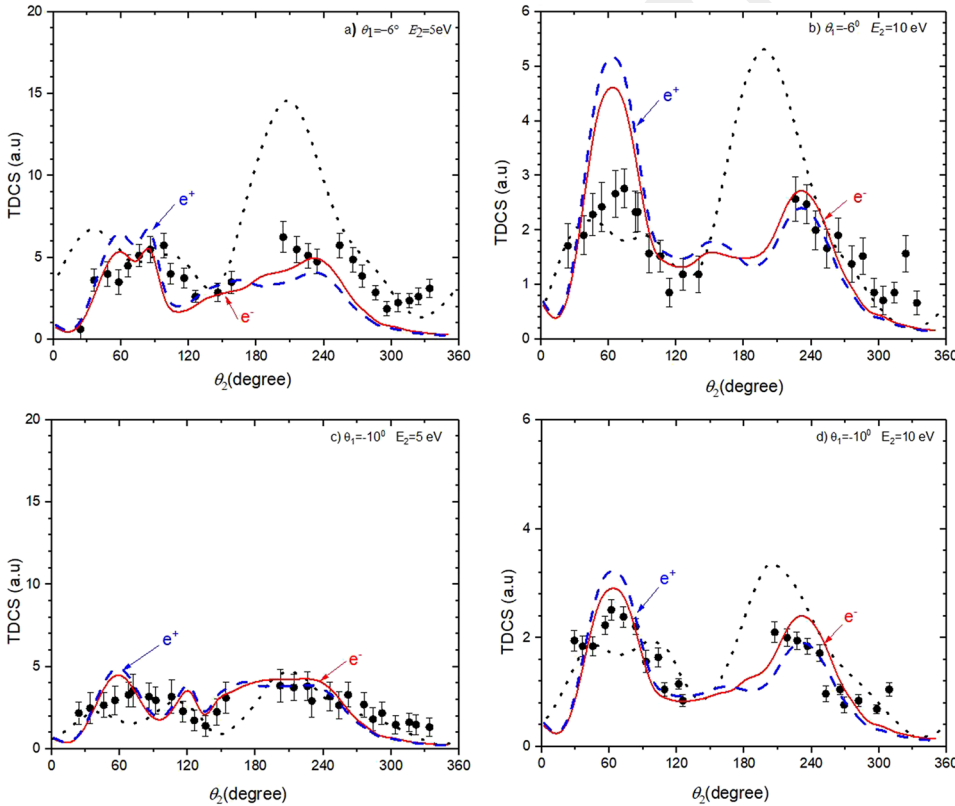 20
15
10
5
0
TDCS (a.u)
a) θ1=-6° E2=5eV
e+
e-
0 60 120 180 240 300 360
θ2(degree)
6
5
4
3
2
1
0
TDCS (a.u)
b) θ1=-6⁰ E2=10 eV
e+
e-
0 60 120 180 240 300 360
θ2(degree)
20
15
10
5
0
TDCS (a.u)
c) θ1=-10⁰ E2=5 eV
e+
e-
0 60 120 180 240 300 360
θ2(degree)
6
4
2
0
TDCS (a.u)
d) θ1=-10⁰ E2=10 eV
e+
e-
0 60 120 180 240 300 360
θ2(degree)